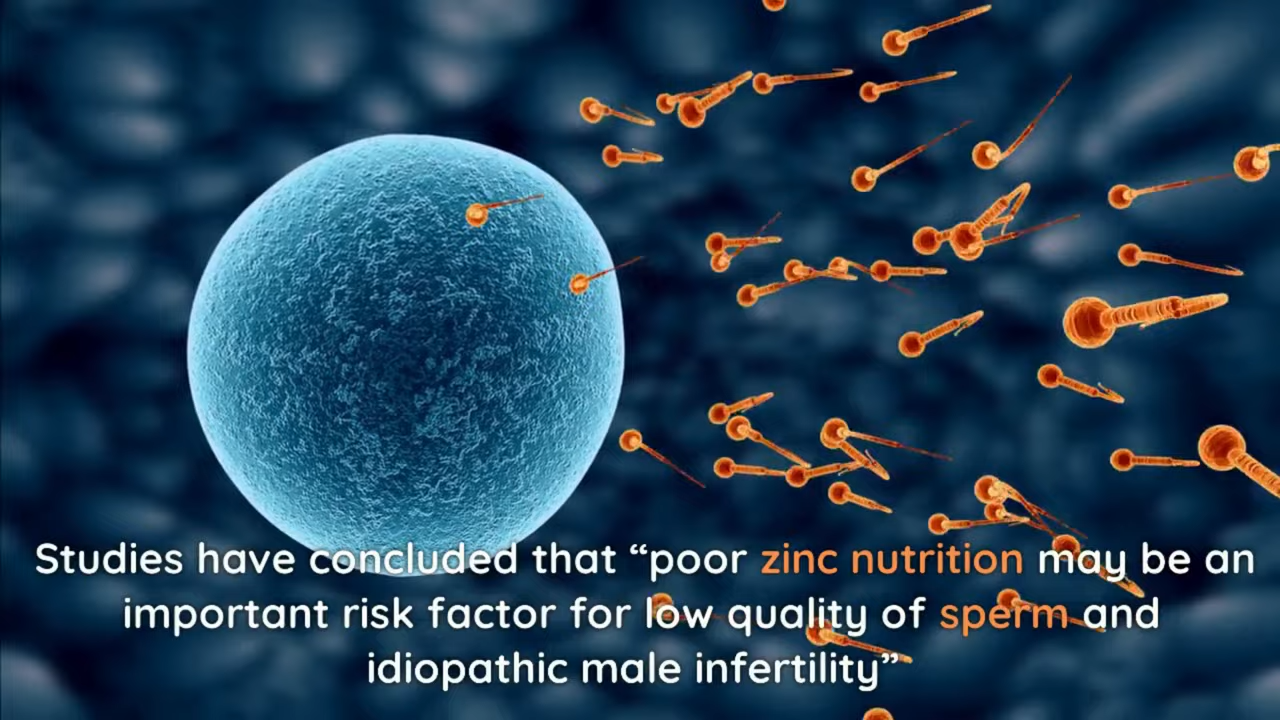 Studies have concluded that “poor zinc nutrition may be an
important risk factor for low quality of sperm and
idiopathic male infertility”